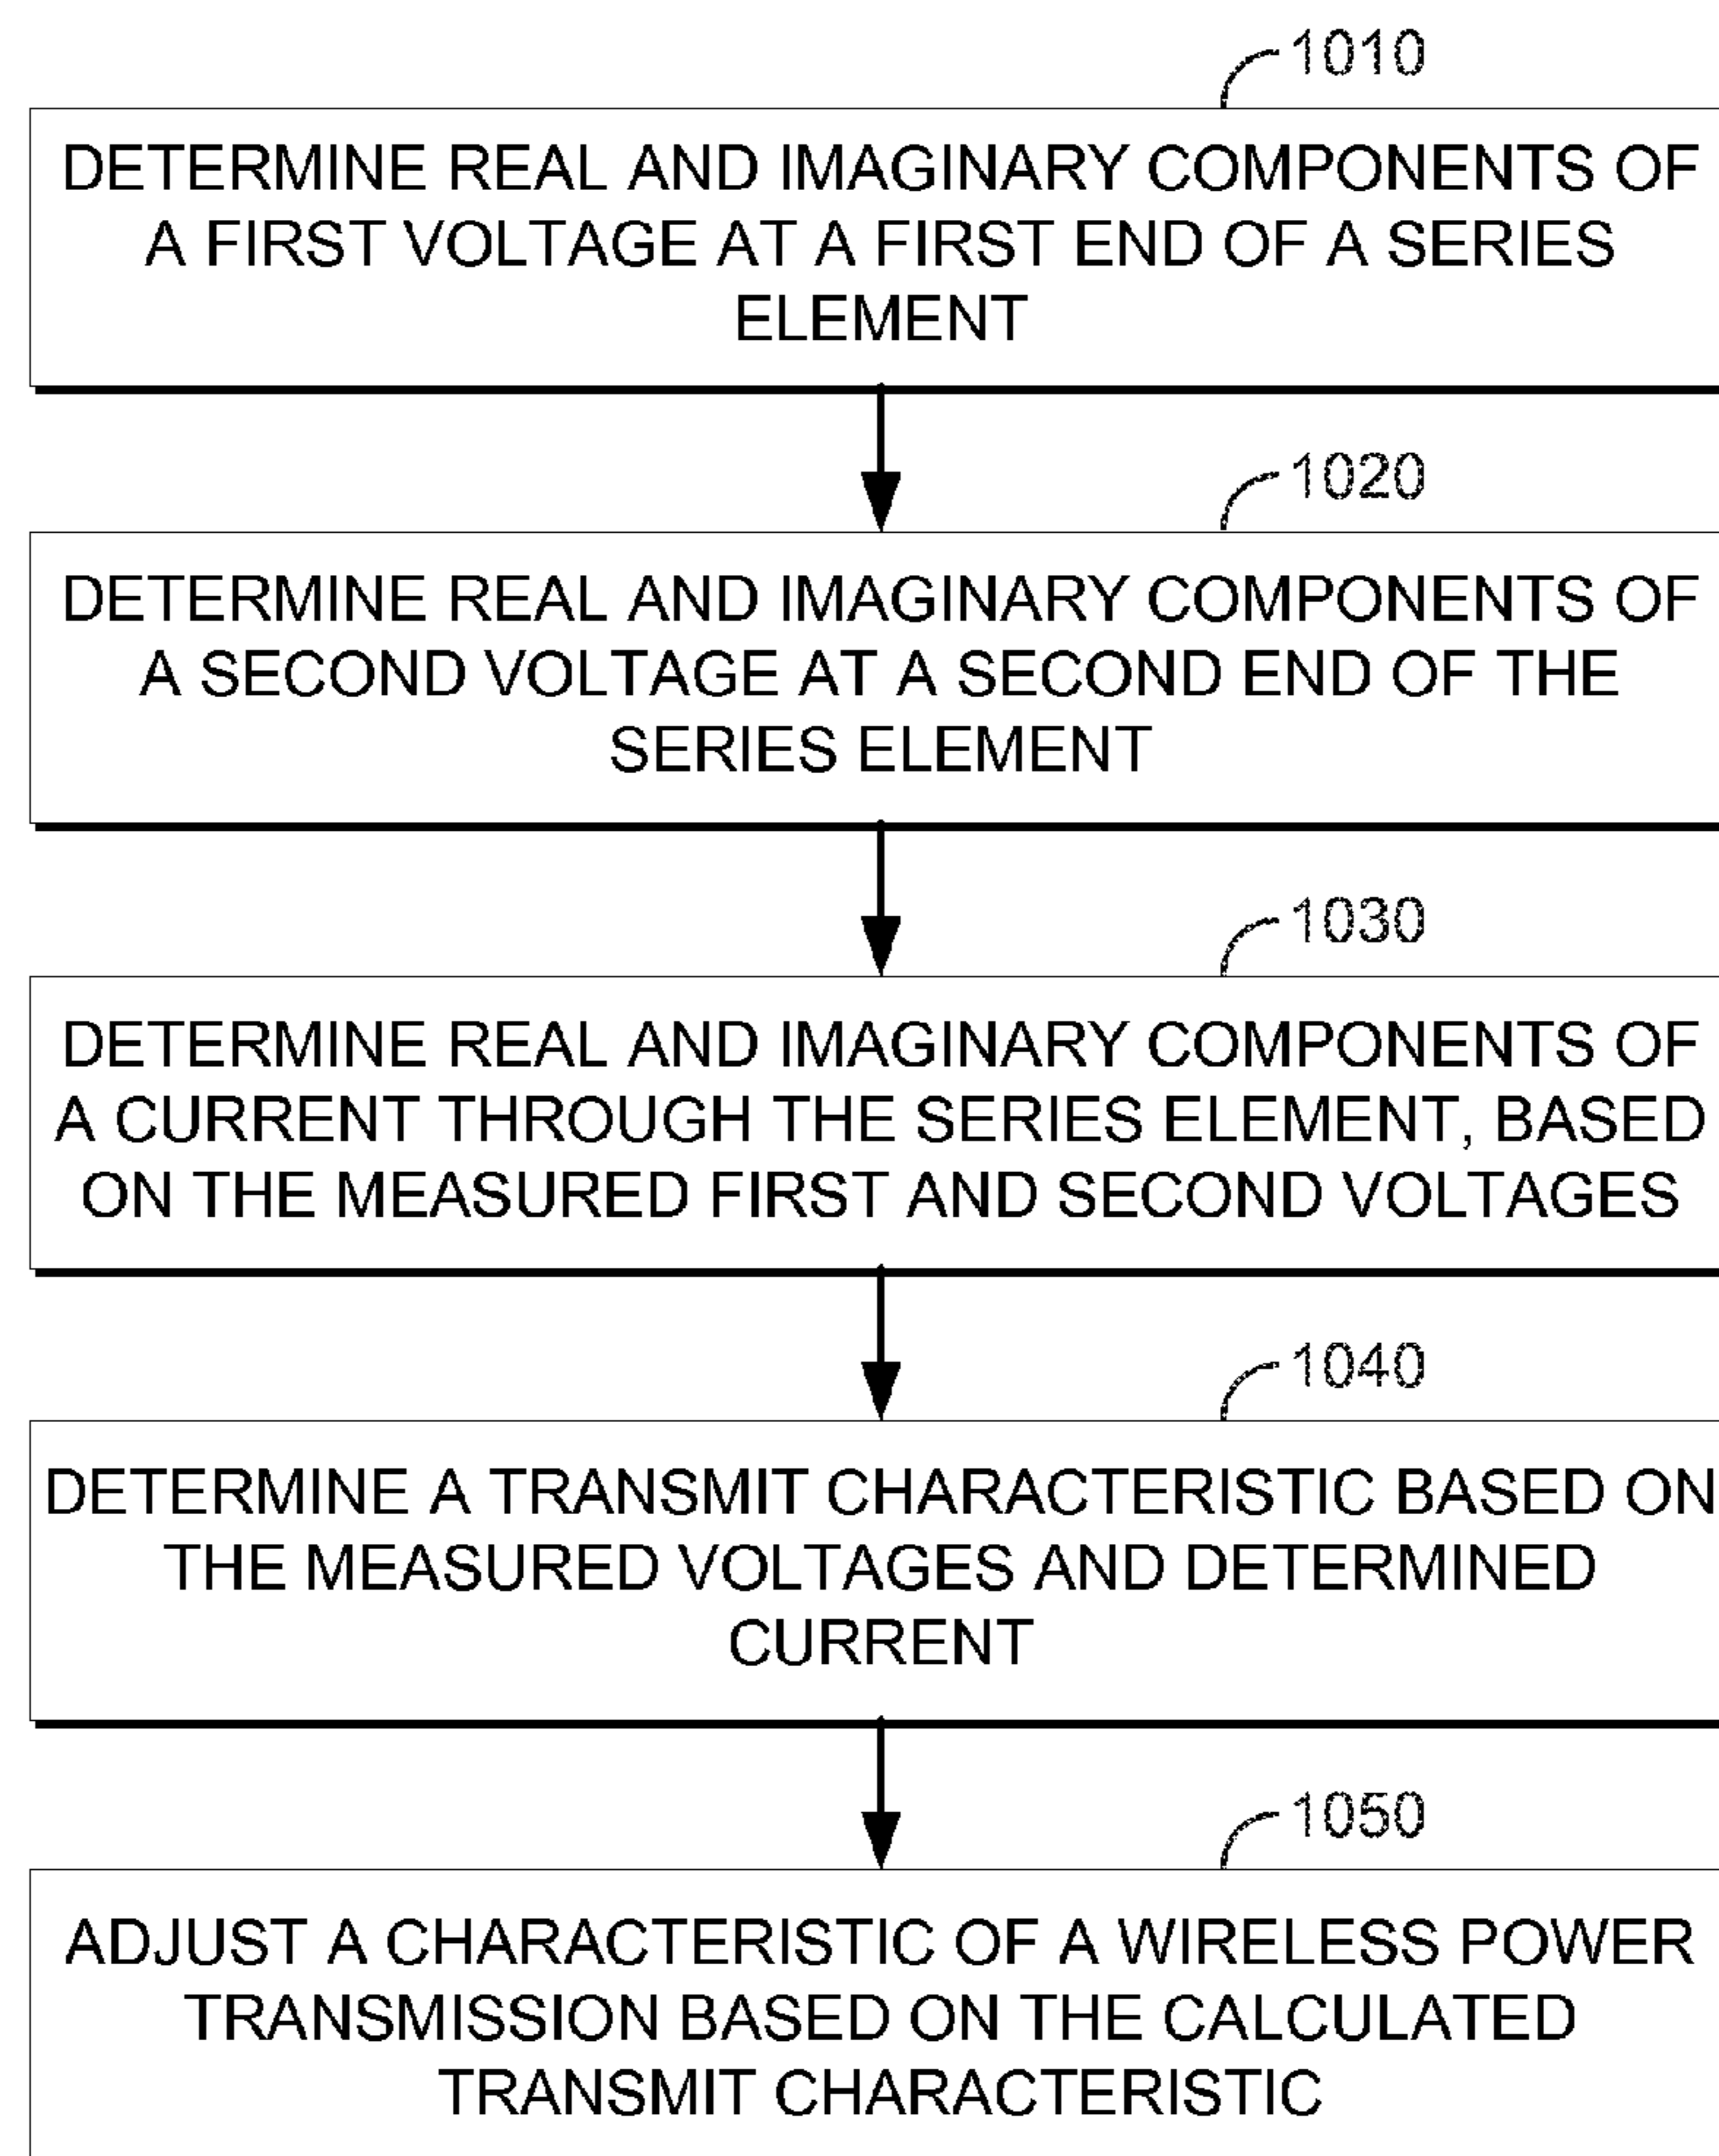 1010
DETERMINE REAL AND IMAGINARY COMPONENTS OF
A FIRST VOLTAGE AT A FIRST END OF A SERIES
ELEMENT
1020
DETERMINE REAL AND IMAGINARY COMPONENTS OF
A SECOND VOLTAGE AT A SECOND END OF THE
SERIES ELEMENT
1030
DETERMINE REAL AND IMAGINARY COMPONENTS OF
A CURRENT THROUGH THE SERIES ELEMENT, BASED
ON THE MEASURED FIRST AND SECOND VOLTAGES
1040
DETERMINE A TRANSMIT CHARACTERISTIC BASED ON
THE MEASURED VOLTAGES AND DETERMINED
CURRENT
1050
ADJUST A CHARACTERISTIC OF A WIRELESS POWER
TRANSMISSION BASED ON THE CALCULATED
TRANSMIT CHARACTERISTIC